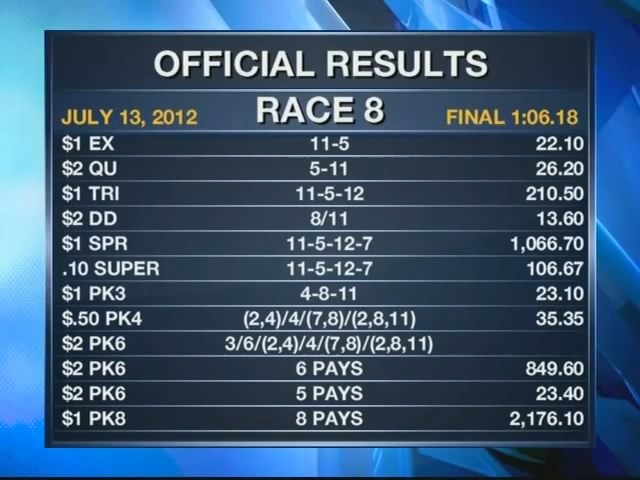 OFFICIAL RESULTS
JULY 13, 2012 RACE 8 FINAL 1:06.18
$1 EX 11-5 22.10
$2 QU 5-11 26.20
$1 TRI 11-5-12 210.50
$2 DD 8/11 13.60
$1 SPR 11-5-12-7 1,066.70
.10 SUPER 11-5-12-7 106.67
$1 PK3 4-8-11 23.10
$.50 PK4 (2,4)/4/(7,8)/(2,8,11) 35.35
$2 PK6 3/6/(2,4)/4/(7,8)/(2,8,11)
$2 PK6 6 PAYS 849.60
$2 PK6 5 PAYS 23.40
$1 PK8 8 PAYS 2,176.10